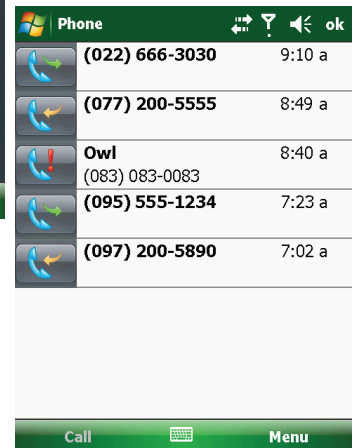 Phone ok
(022) 666-3030 9:10 a
(077) 200-5555 8:49 a
Owl 8:40 a
(083) 083-0083
(095) 555-1234 7:23 a
(097) 200-5890 7:02 a
Call Menu